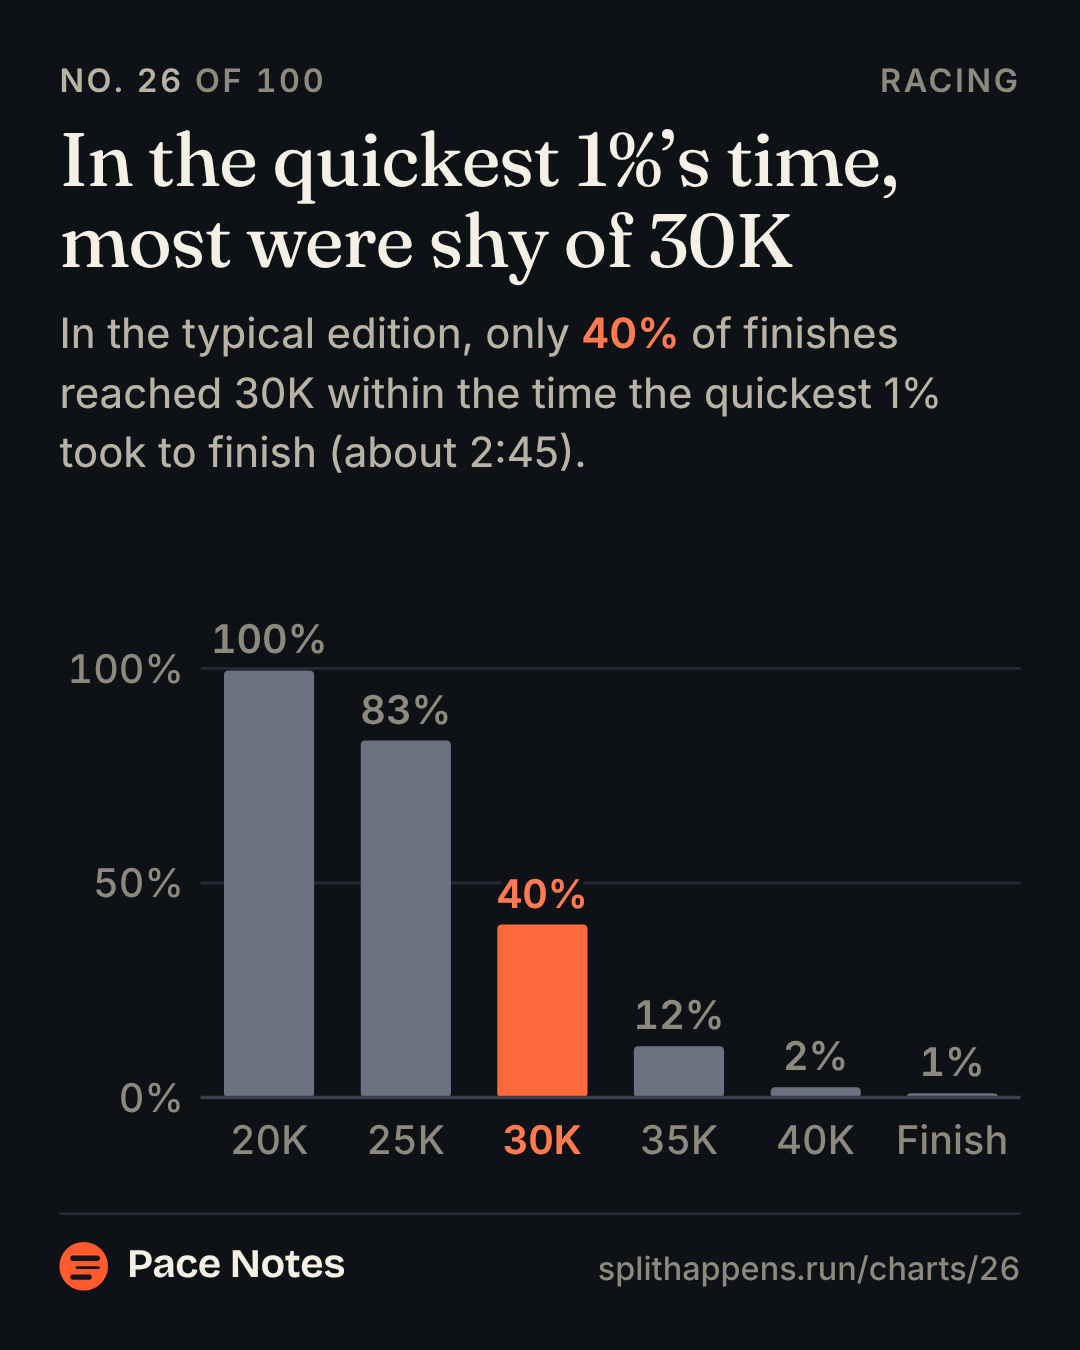 NO. 26 OF 100
RACING
In the quickest 1%’s time,
most were shy of 30K
In the typical edition, only 40% of finishes
reached 30K within the time the quickest 1%
took to finish (about 2:45).
100%
50%
0%
100%
83%
40%
12%
2%
1%
20K
25K
30K
35K
40K
Finish
Pace Notes
splithappens.run/charts/26